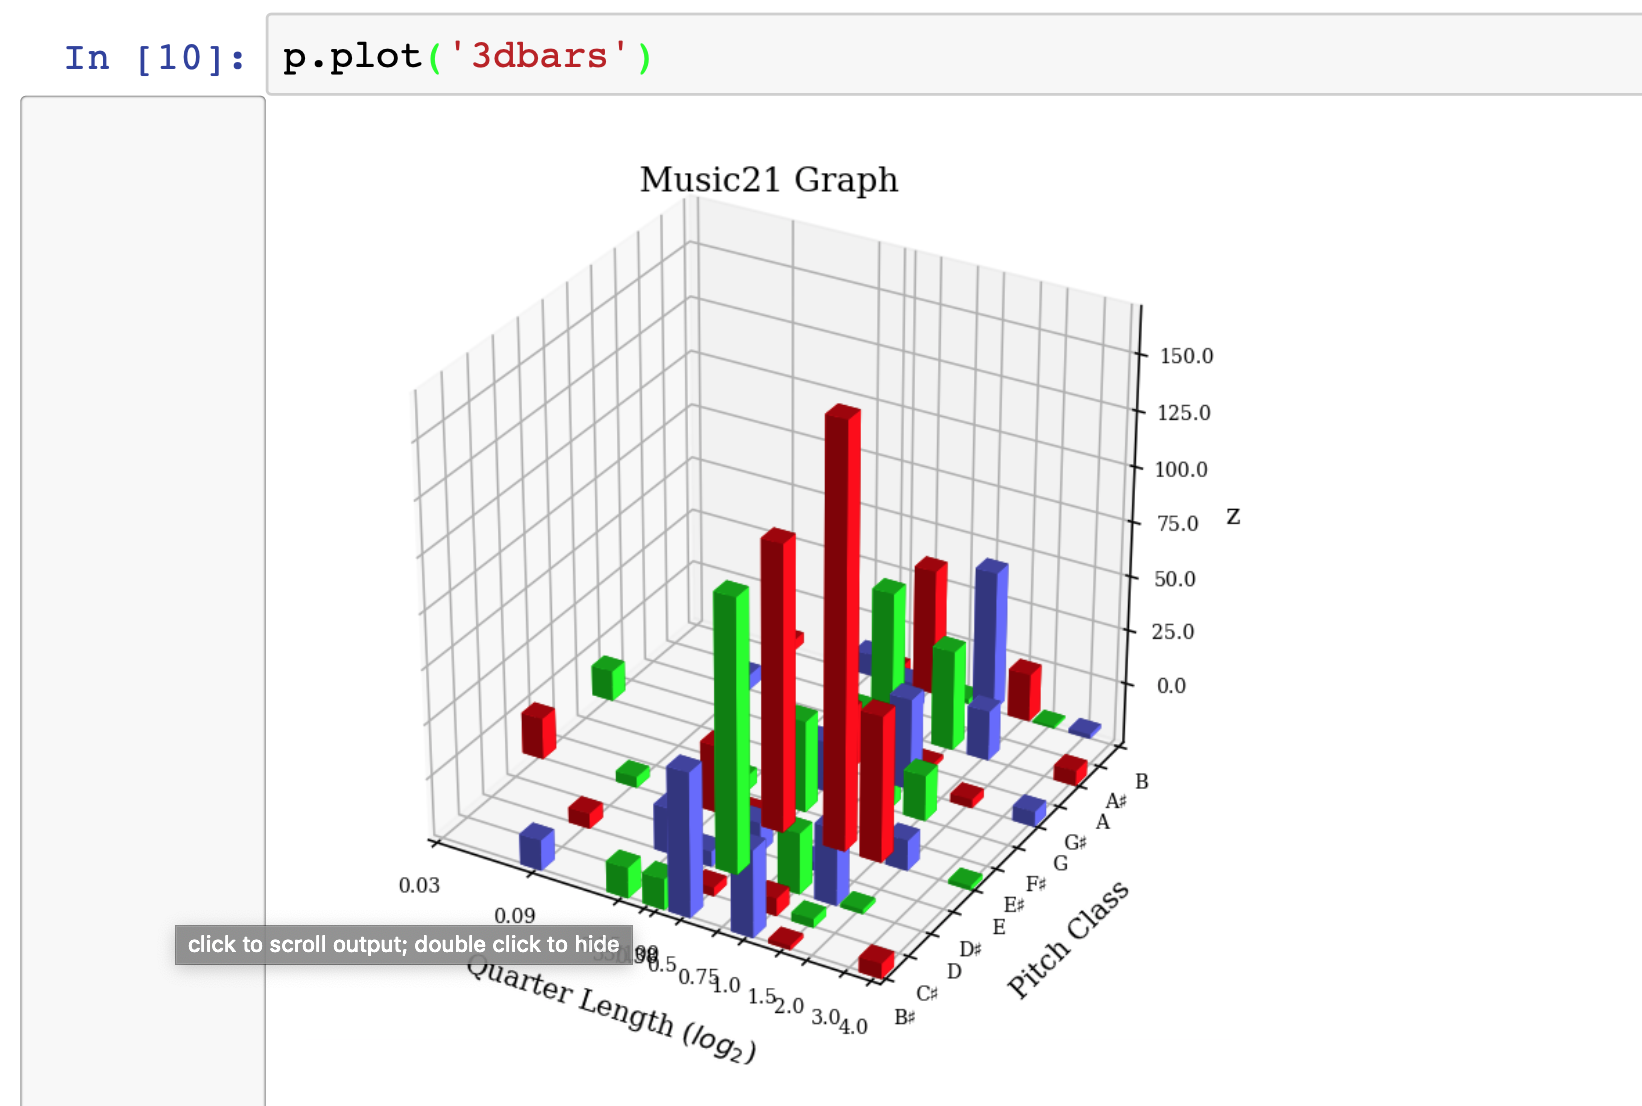 In [10]:
p.plot('3dbars')
Music21 Graph
150.0
125.0
100.0
75.0
50.0
25.0
0.0
z
0.03
0.09
0.5
0.75
1.0
1.5
2.0
3.0
4.0
B
A♯
A
G♯
G
F♯
E♯
E
D♯
D
C♯
B♯
click to scroll output; double click to hide
Quarter Length (log₂)
Pitch Class